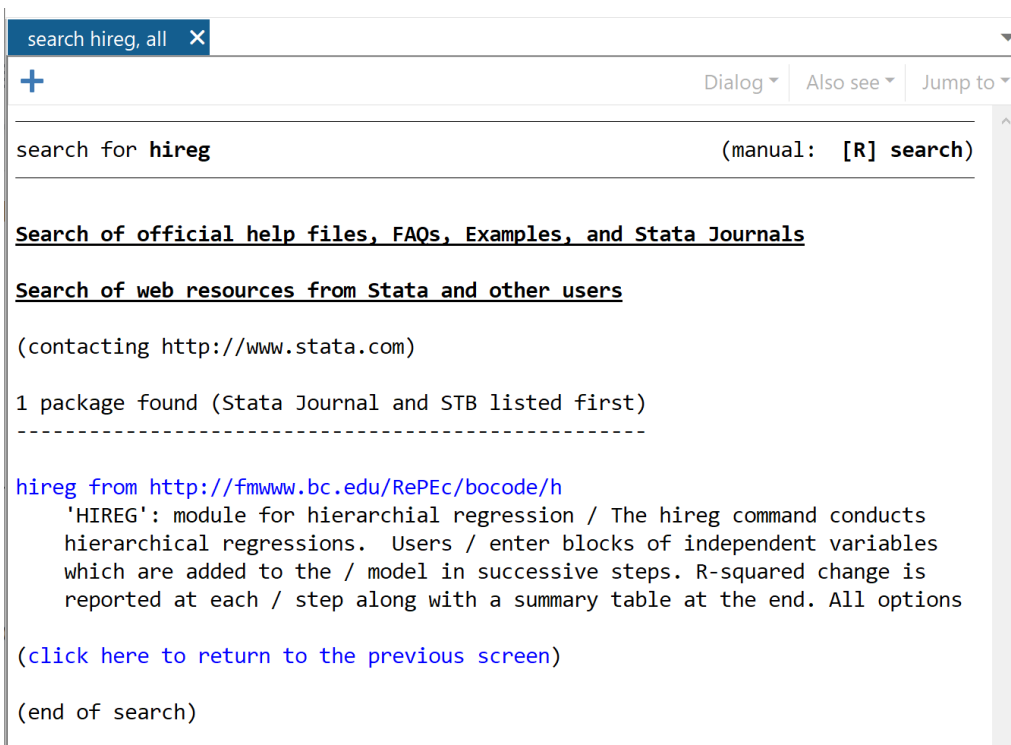 search hireg, all
Dialog Also see Jump to
search for hireg (manual: [R] search)
Search of official help files, FAQs, Examples, and Stata Journals
Search of web resources from Stata and other users
(contacting http://www.stata.com)
1 package found (Stata Journal and STB listed first)
-----------------------------------------------------
hireg from http://fmwww.bc.edu/RePEc/bocode/h
'HIREG': module for hierarchial regression / The hireg command conducts
hierarchical regressions. Users / enter blocks of independent variables
which are added to the / model in successive steps. R-squared change is
reported at each / step along with a summary table at the end. All options
(click here to return to the previous screen)
(end of search)